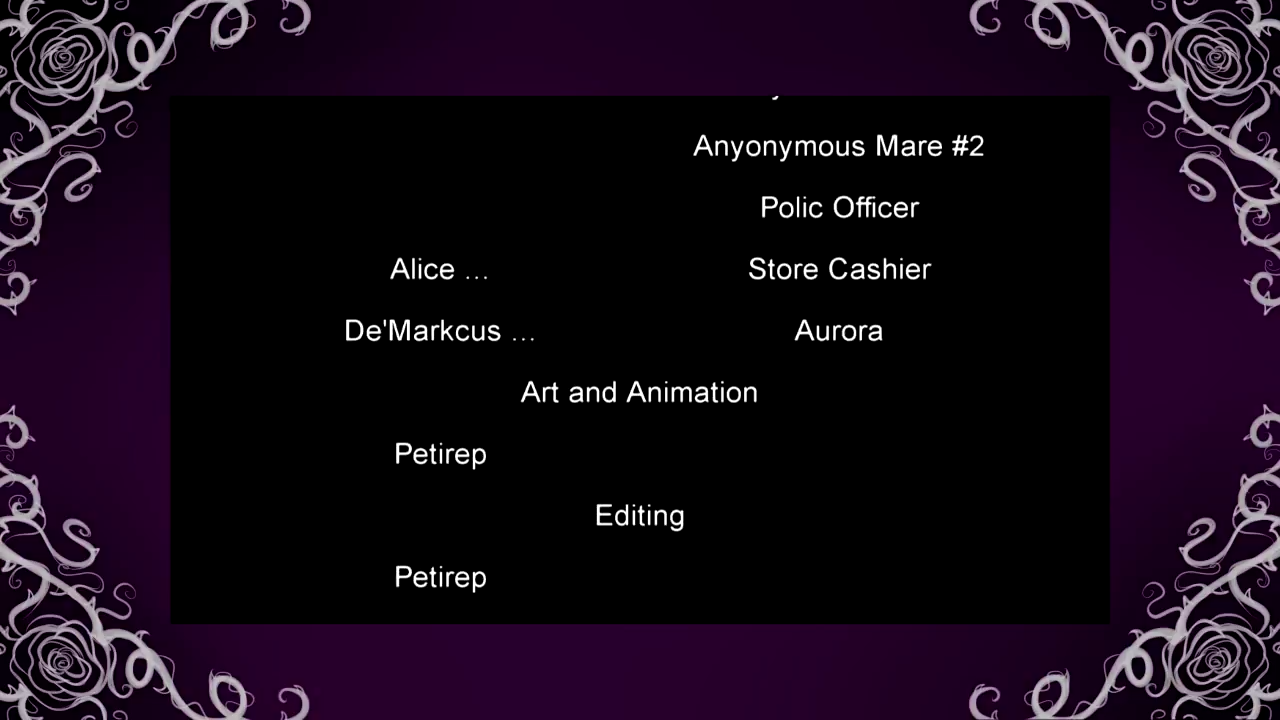 Anyonymous Mare #2
Polic Officer
Alice ... Store Cashier
De'Markcus ... Aurora
Art and Animation
Petirep
Editing
Petirep